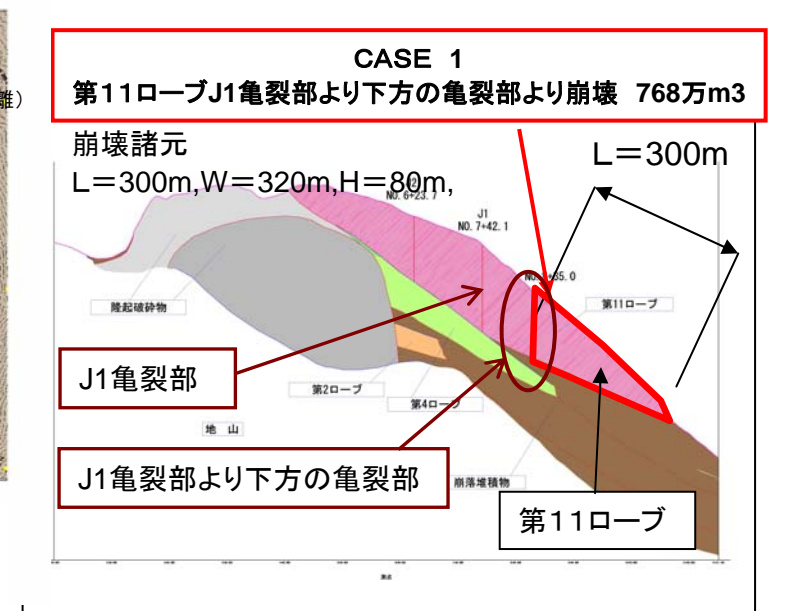 離）
CASE 1
第11ローブJ1亀裂部より下方の亀裂部より崩壊 768万m3
崩壊諸元
L＝300m,W＝320m,H＝80m,
L＝300m
NO.6+23.7
J1
NO.7+42.1
隆起破砕物
第11ローブ
J1亀裂部
第2ローブ
第4ローブ
地 山
J1亀裂部より下方の亀裂部
崩落堆積物
第11ローブ